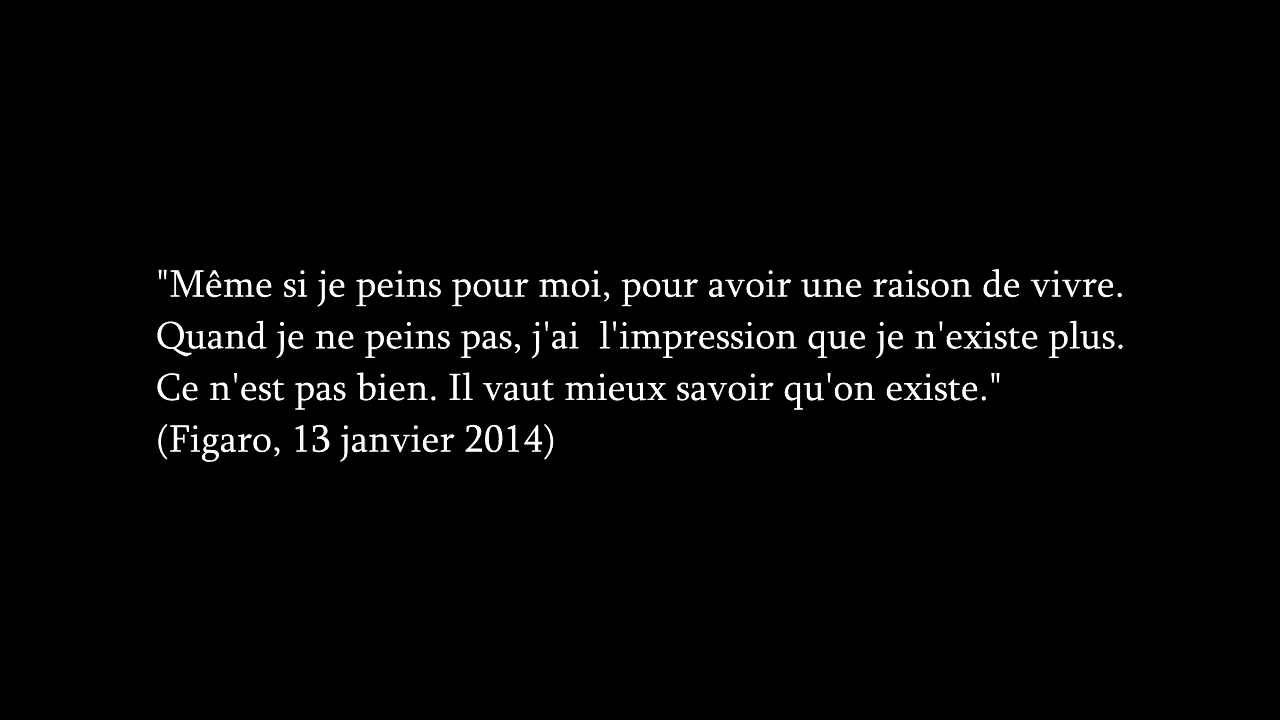 "Même si je peins pour moi, pour avoir une raison de vivre.
Quand je ne peins pas, j'ai  l'impression que je n'existe plus.
Ce n'est pas bien. Il vaut mieux savoir qu'on existe."
(Figaro, 13 janvier 2014)